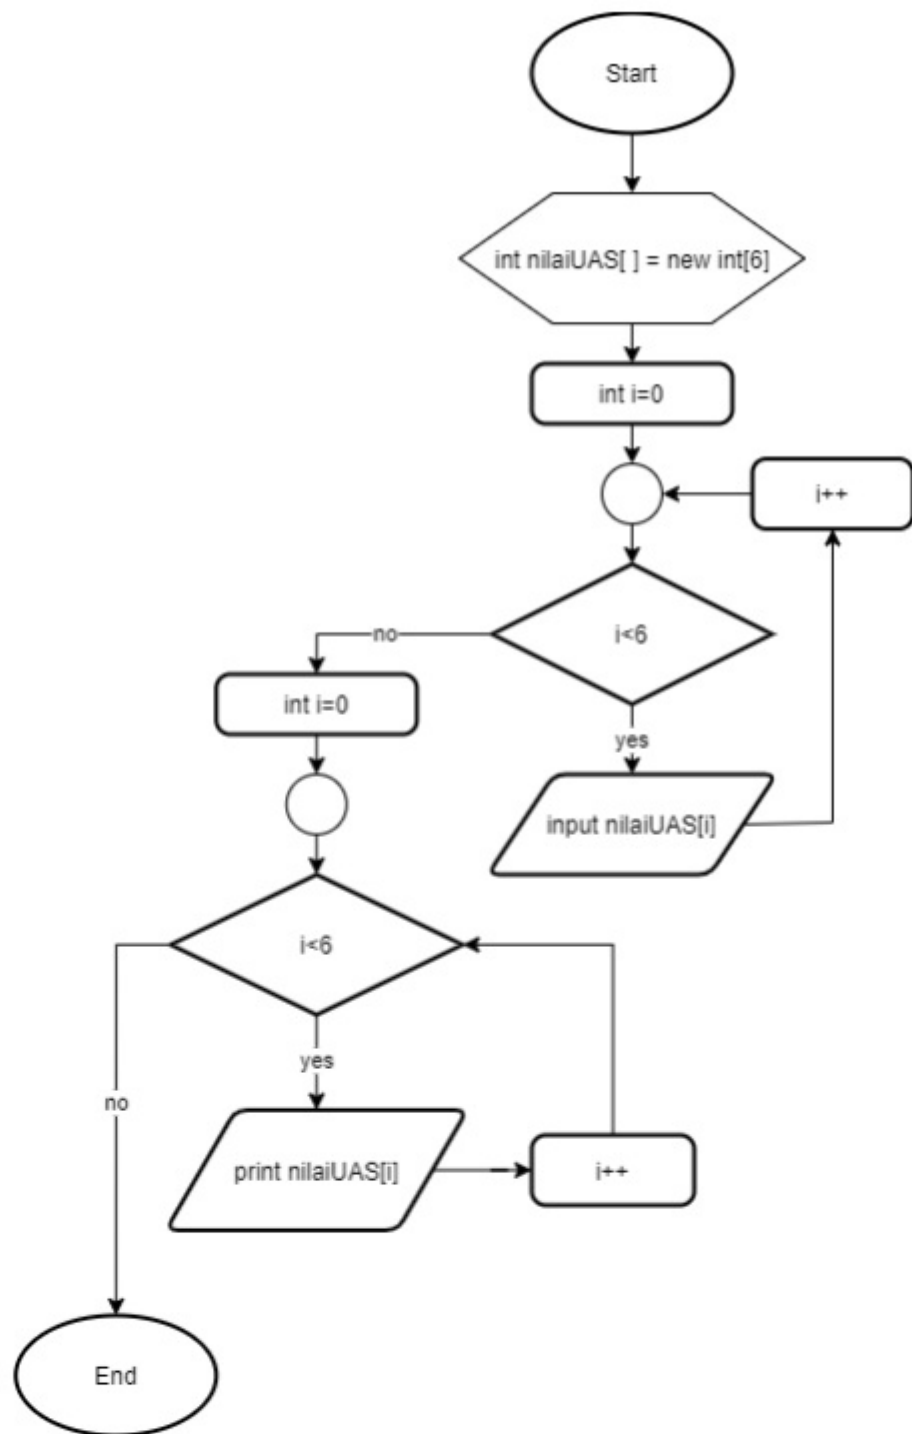 Start
int nilaiUAS[ ] = new int[6]
int i=0
i++
i<6
no
int i=0
yes
input nilaiUAS[i]
i<6
yes
no
print nilaiUAS[i]
i++
End